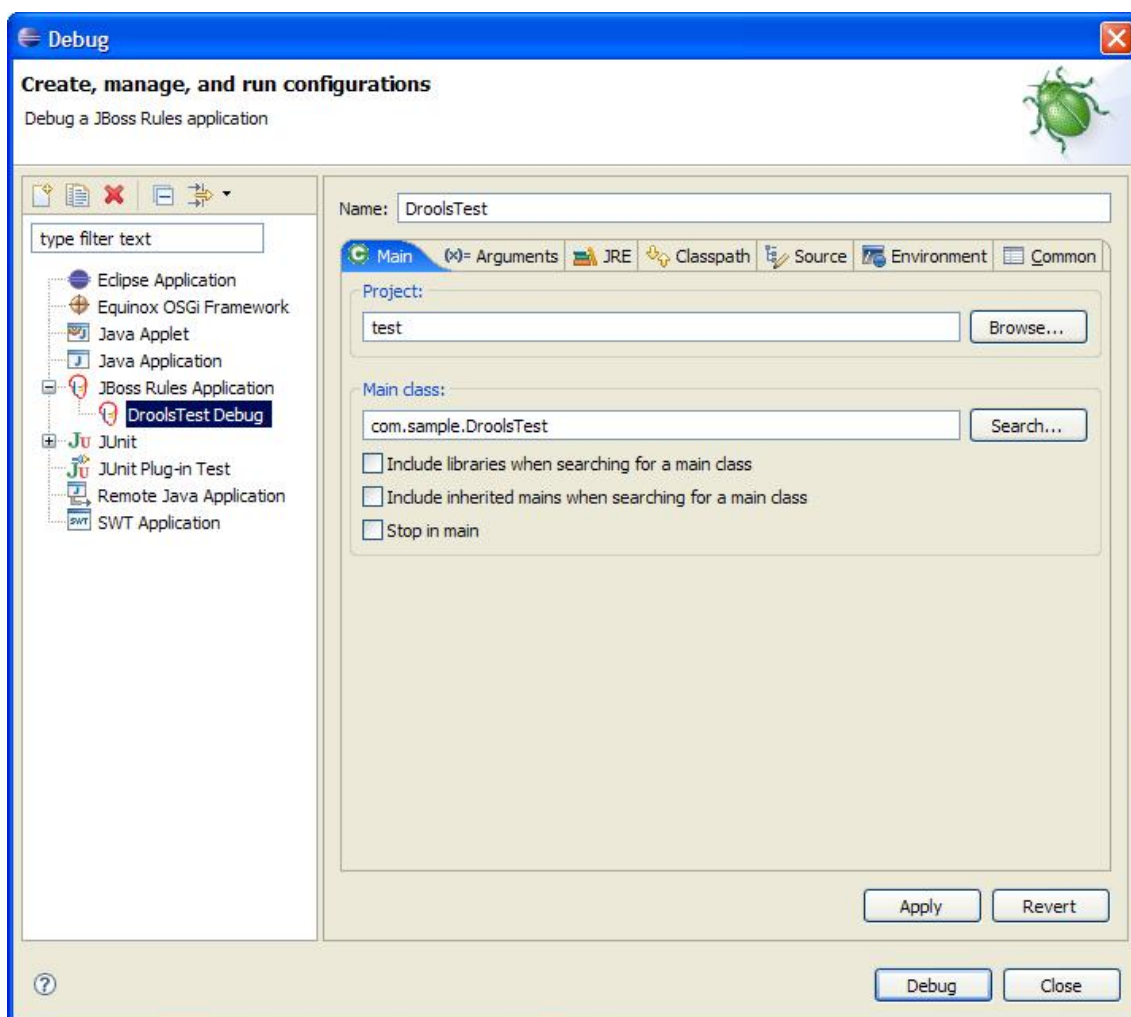 Debug
Create, manage, and run configurations
Debug a JBoss Rules application
type filter text
Eclipse Application
Equinox OSGi Framework
Java Applet
Java Application
JBoss Rules Application
DroolsTest Debug
JU JUnit
JU JUnit Plug-in Test
Remote Java Application
SWT SWT Application
Name: DroolsTest
Main (x)= Arguments JRE Classpath Source Environment Common
Project:
test Browse...
Main class:
com.sample.DroolsTest Search...
Include libraries when searching for a main class
Include inherited mains when searching for a main class
Stop in main
Apply Revert
? Debug Close